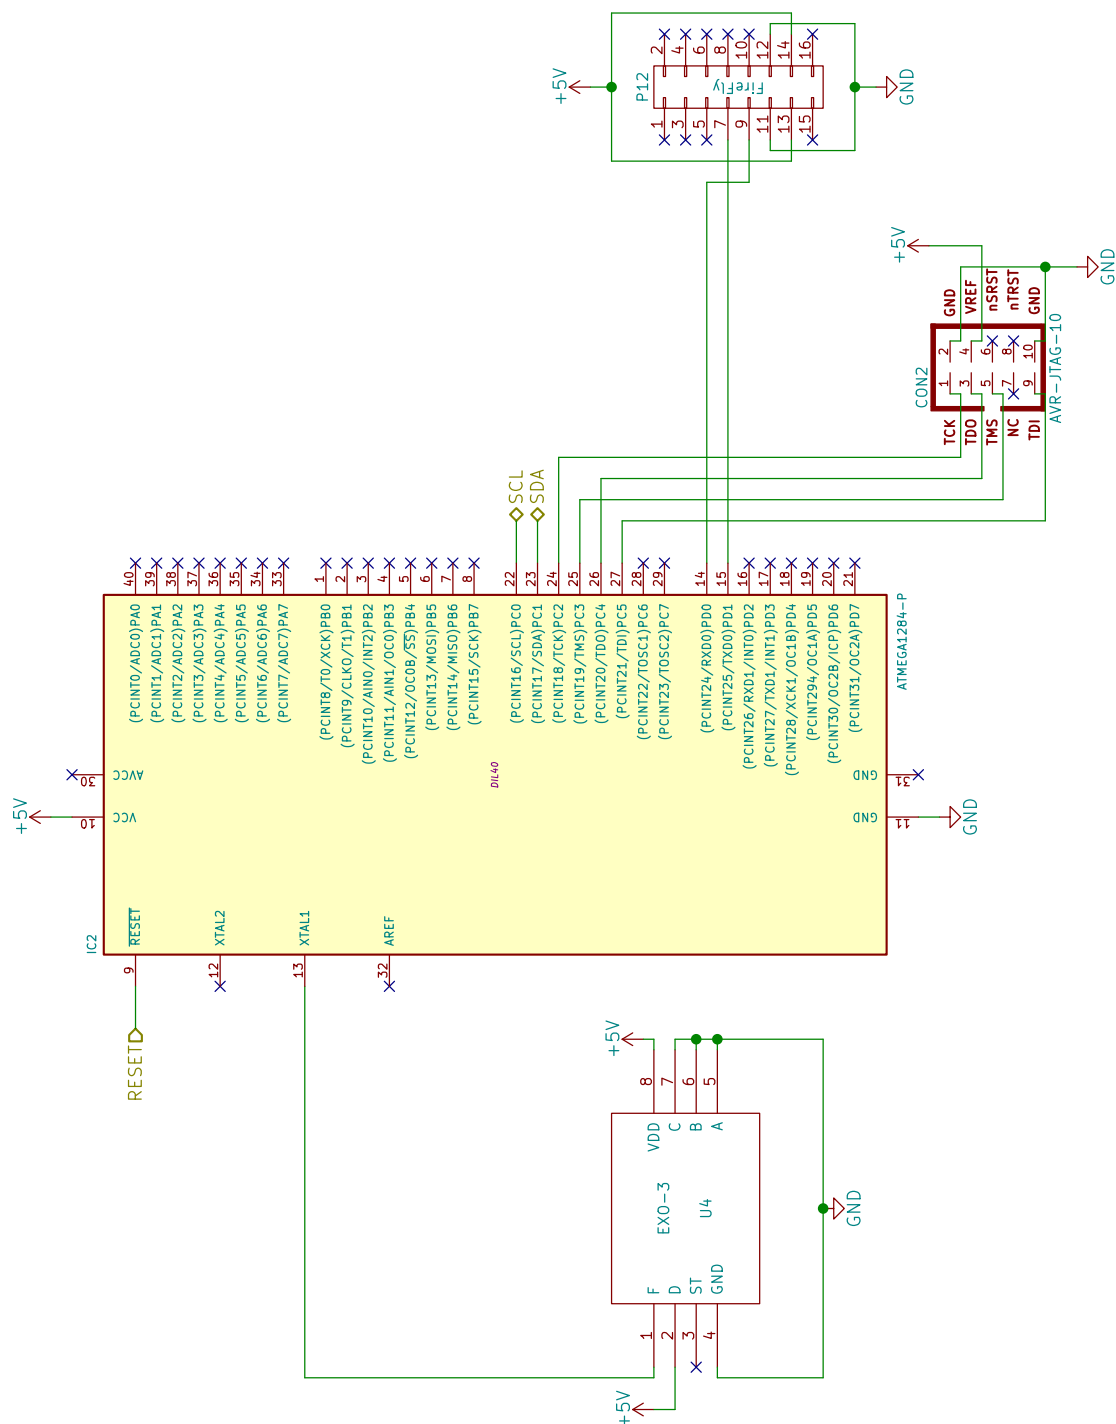 +5V
P12
FireFly
2
4
6
8
10
12
14
16
1
3
5
7
9
11
13
15
GND
+5V
GND
CON2
AVR-JTAG-10
GND
VREF
nSRST
nTRST
GND
2
4
6
8
10
1
3
5
7
9
TCK
TDO
TMS
NC
TDI
SCL
SDA
40
39
38
37
36
35
34
33
1
2
3
4
5
6
7
8
22
23
24
25
26
27
28
29
14
15
16
17
18
19
20
21
(PCINT0/ADC0)PA0
(PCINT1/ADC1)PA1
(PCINT2/ADC2)PA2
(PCINT3/ADC3)PA3
(PCINT4/ADC4)PA4
(PCINT5/ADC5)PA5
(PCINT6/ADC6)PA6
(PCINT7/ADC7)PA7
(PCINT8/T0/XCK)PB0
(PCINT9/CLKO/T1)PB1
(PCINT10/AIN0/INT2)PB2
(PCINT11/AIN1/OC0)PB3
(PCINT12/OC0B/SS)PB4
(PCINT13/MOSI)PB5
(PCINT14/MISO)PB6
(PCINT15/SCK)PB7
(PCINT16/SCL)PC0
(PCINT17/SDA)PC1
(PCINT18/TCK)PC2
(PCINT19/TMS)PC3
(PCINT20/TDO)PC4
(PCINT21/TDI)PC5
(PCINT22/TOSC1)PC6
(PCINT23/TOSC2)PC7
(PCINT24/RXD0)PD0
(PCINT25/TXD0)PD1
(PCINT26/RXD1/INT0)PD2
(PCINT27/TXD1/INT1)PD3
(PCINT28/XCK1/OC1B)PD4
(PCINT294/OC1A)PD5
(PCINT30/OC2B/ICP)PD6
(PCINT31/OC2A)PD7
ATMEGA1284-P
DIL40
30
AVCC
GND
31
+5V
10
VCC
GND
11
GND
IC2
RESET
XTAL2
XTAL1
AREF
9
12
13
32
RESET
+5V
8
7
6
5
VDD
C
B
A
EXO-3
U4
GND
F
D
ST
GND
1
2
3
4
+5V